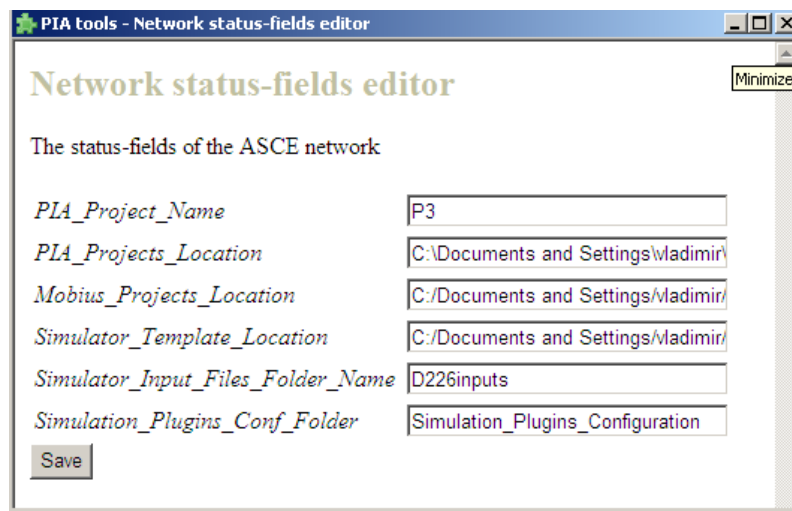 PIA tools - Network status-fields editor
Network status-fields editor
Minimize
The status-fields of the ASCE network
PIA_Project_Name P3
PIA_Projects_Location C:\Documents and Settings\vladimir\
Mobius_Projects_Location C:/Documents and Settings/vladimir/
Simulator_Template_Location C:/Documents and Settings/vladimir/
Simulator_Input_Files_Folder_Name D226inputs
Simulation_Plugins_Conf_Folder Simulation_Plugins_Configuration
Save